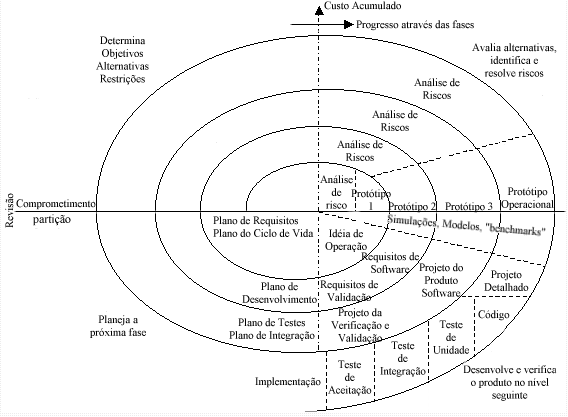 Custo Acumulado
Progresso através das fases
Determina
Objetivos
Alternativas
Restrições
Avalia alternativas,
identifica e
resolve riscos
Análise de
Riscos
Análise de
Riscos
Análise de
Riscos
Análise
de
risco
Protótipo
1
Protótipo 2
Protótipo 3
Protótipo
Operacional
Revisão
Comprometimento
partição
Simulações, Modelos, "benchmarks"
Plano de Requisitos
Plano do Ciclo de Vida
Idéia de
Operação
Requisitos de
Software
Projeto do
Produto
Software
Projeto
Detalhado
Plano de
Desenvolvimento
Requisitos de
Validação
Plano de Testes
Plano de Integração
Projeto da
Verificação e
Validação
Código
Teste
de
Unidade
Teste
de
Integração
Teste
de
Aceitação
Implementação
Planeja a
próxima fase
Desenvolve e verifica
o produto no nível
seguinte